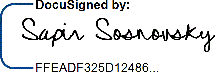 DocuSigned by:
Sapir Sosnovsky
FFEADF325D12486...